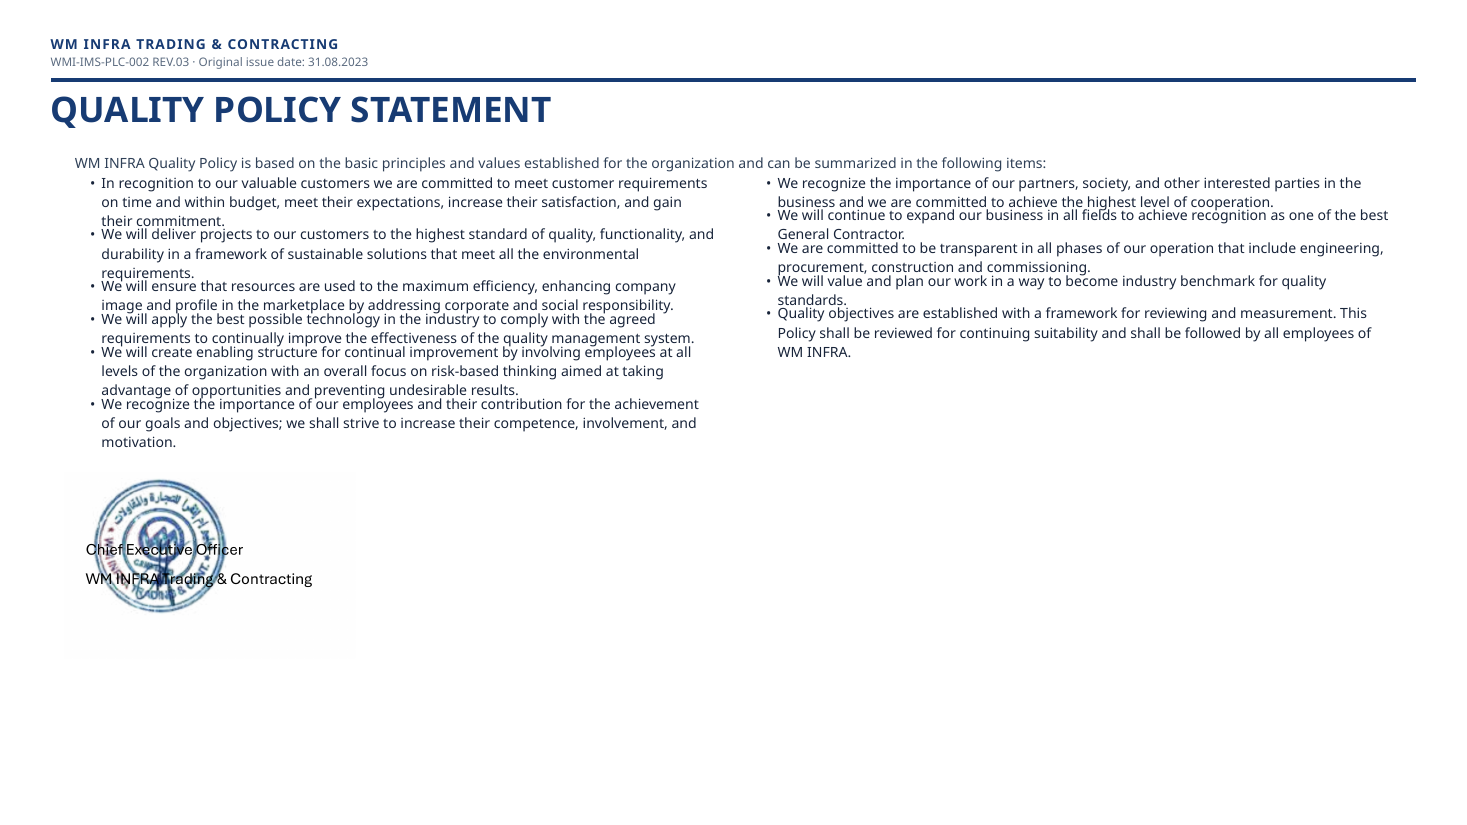 WM INFRA TRADING & CONTRACTING
WMI-IMS-PLC-002 REV.03 · Original issue date: 31.08.2023
QUALITY POLICY STATEMENT
WM INFRA Quality Policy is based on the basic principles and values established for the organization and can be summarized in the following items:
• In recognition to our valuable customers we are committed to meet customer requirements
on time and within budget, meet their expectations, increase their satisfaction, and gain
their commitment.
• We will deliver projects to our customers to the highest standard of quality, functionality, and
durability in a framework of sustainable solutions that meet all the environmental
requirements.
• We will ensure that resources are used to the maximum efficiency, enhancing company
image and profile in the marketplace by addressing corporate and social responsibility.
• We will apply the best possible technology in the industry to comply with the agreed
requirements to continually improve the effectiveness of the quality management system.
• We will create enabling structure for continual improvement by involving employees at all
levels of the organization with an overall focus on risk-based thinking aimed at taking
advantage of opportunities and preventing undesirable results.
• We recognize the importance of our employees and their contribution for the achievement
of our goals and objectives; we shall strive to increase their competence, involvement, and
motivation.
• We recognize the importance of our partners, society, and other interested parties in the
business and we are committed to achieve the highest level of cooperation.
• We will continue to expand our business in all fields to achieve recognition as one of the best
General Contractor.
• We are committed to be transparent in all phases of our operation that include engineering,
procurement, construction and commissioning.
• We will value and plan our work in a way to become industry benchmark for quality
standards.
• Quality objectives are established with a framework for reviewing and measurement. This
Policy shall be reviewed for continuing suitability and shall be followed by all employees of
WM INFRA.
للتجارة والمقاولات
WM INFRA TRADING & CONT.
Chief Executive Officer
WM INFRA Trading & Contracting